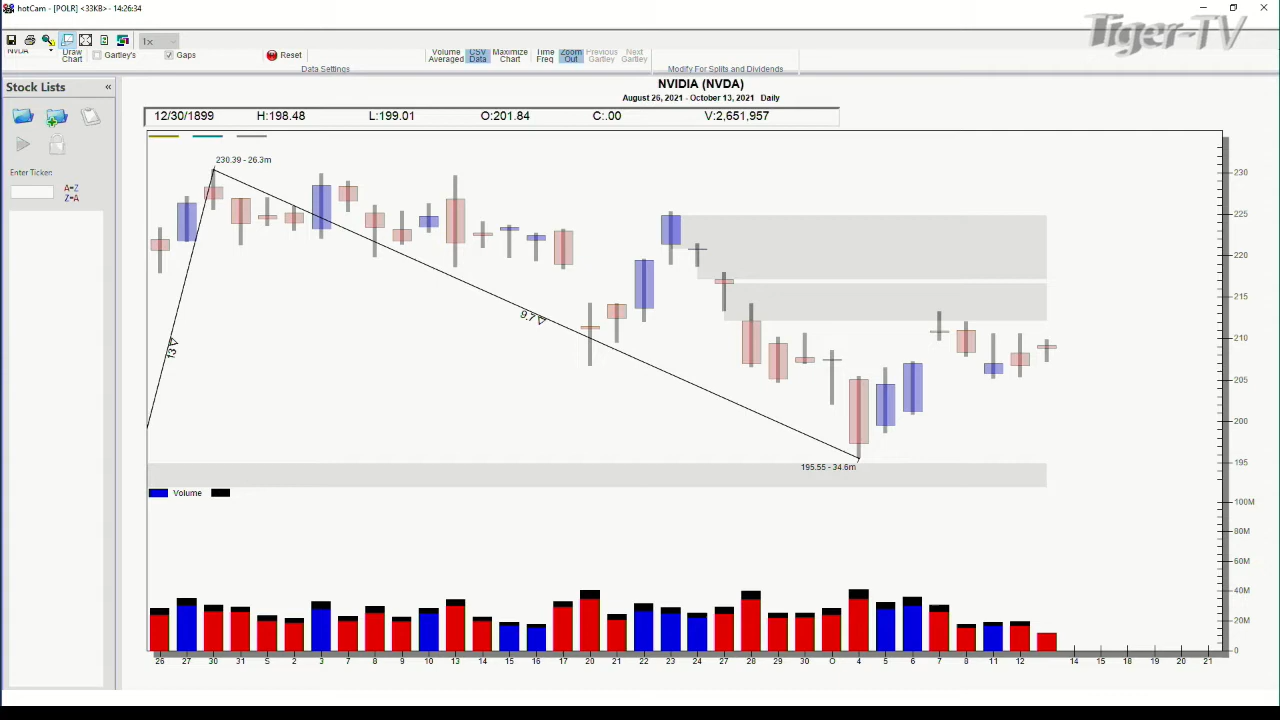 hotCam - [POLR] <33KB> - 14:26:34
Tiger-TV
1x
NVDA
Draw Chart
Gartley's
Gaps
Reset
Data Settings
Volume Averaged
CSV Data
Maximize Chart
Time Freq
Zoom Out
Previous Gartley
Next Gartley
Modify For Splits and Dividends
Stock Lists «
Enter Ticker:
A=Z
Z=A
NVIDIA (NVDA)
August 26, 2021 - October 13, 2021 Daily
12/30/1899 H:198.48 L:199.01 O:201.84 C:.00 V:2,651,957
230.39 - 26.3m
13
9.7
195.55 - 34.6m
230
225
220
215
210
205
200
195
Volume
100M
80M
60M
40M
20M
0
26 27 30 31 5 2 3 7 8 9 10 13 14 15 16 17 20 21 22 23 24 27 28 29 30 O 4 5 6 7 8 11 12 14 15 18 19 20 21